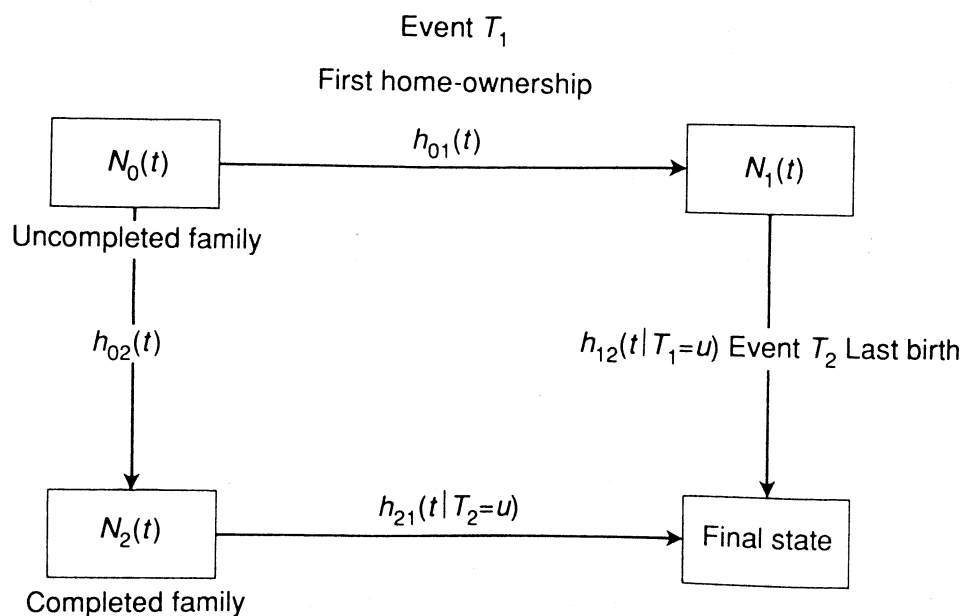 Event T₁
First home-ownership
h₀₁(t)
N₀(t)
N₁(t)
Uncompleted family
h₀₂(t)
h₁₂(t|T₁=u) Event T₂ Last birth
h₂₁(t|T₂=u)
N₂(t)
Final state
Completed family